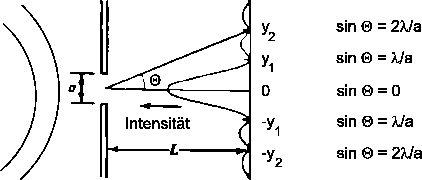 y2 sin Θ = 2λ/a
y1 sin Θ = λ/a
Θ
a
0 sin Θ = 0
Intensität
-y1 sin Θ = λ/a
L
-y2 sin Θ = 2λ/a